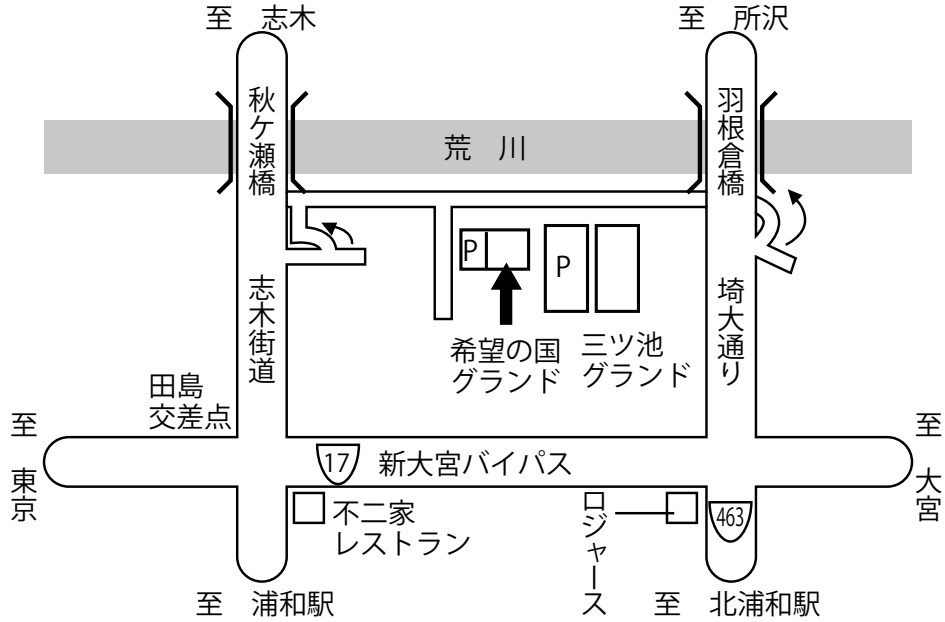 至 志木
至 所沢
秋ケ瀬橋
荒 川
羽根倉橋
P
P
志木街道
埼大通り
希望の国
グランド
三ツ池
グランド
田島
交差点
至 東京
17
新大宮バイパス
至 大宮
不二家
レストラン
ロジャース
463
至 浦和駅
至 北浦和駅